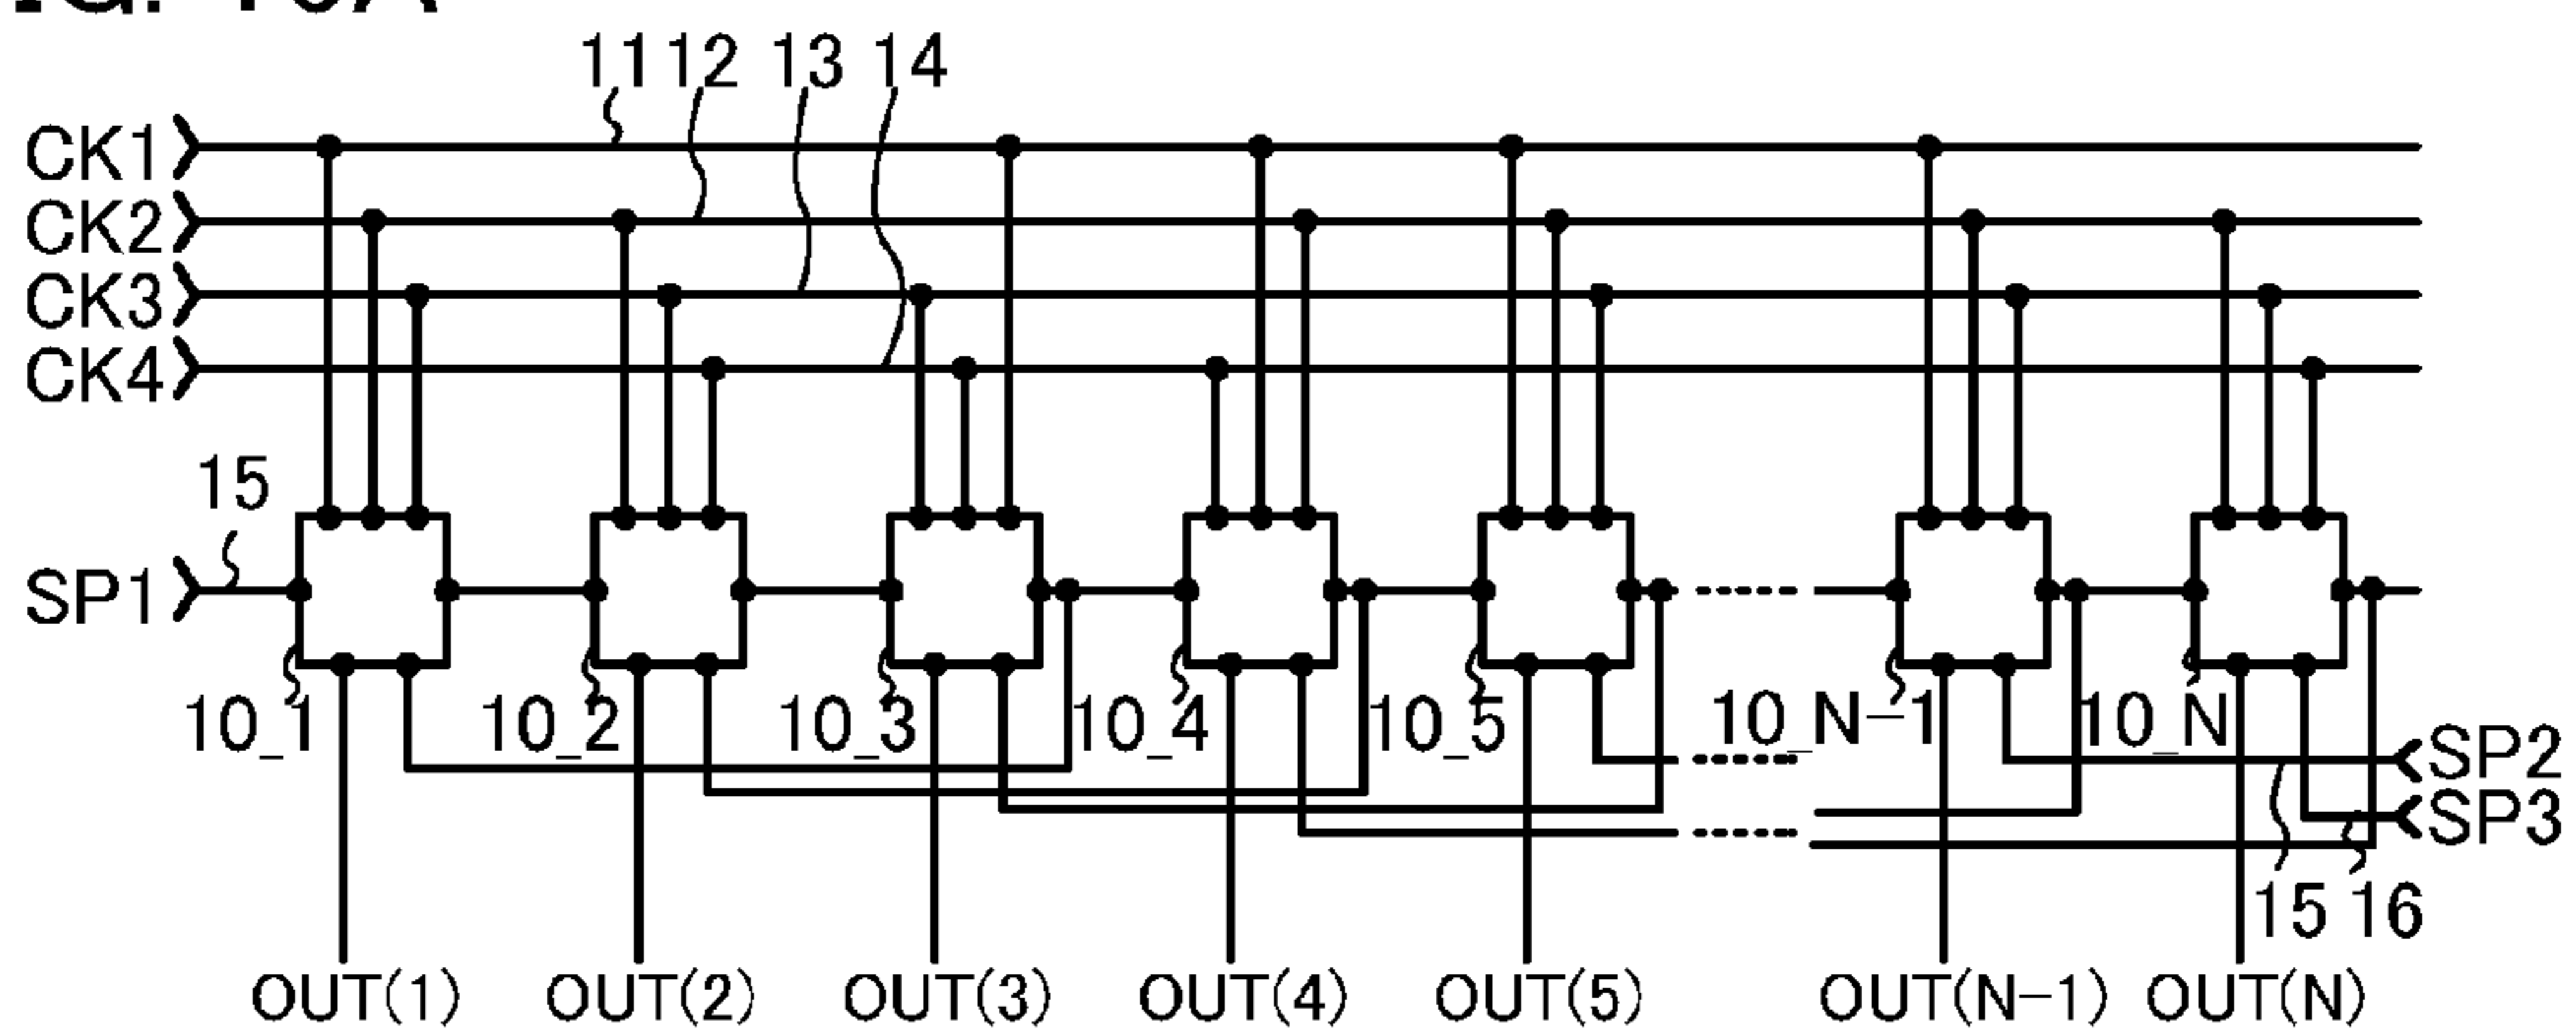 11 12 13 14
CK1
CK2
CK3
CK4
15
SP1
10_1 10_2 10_3 10_4 10_5 10_N-1 10_N
SP2
SP3
15 16
OUT(1) OUT(2) OUT(3) OUT(4) OUT(5) OUT(N-1) OUT(N)